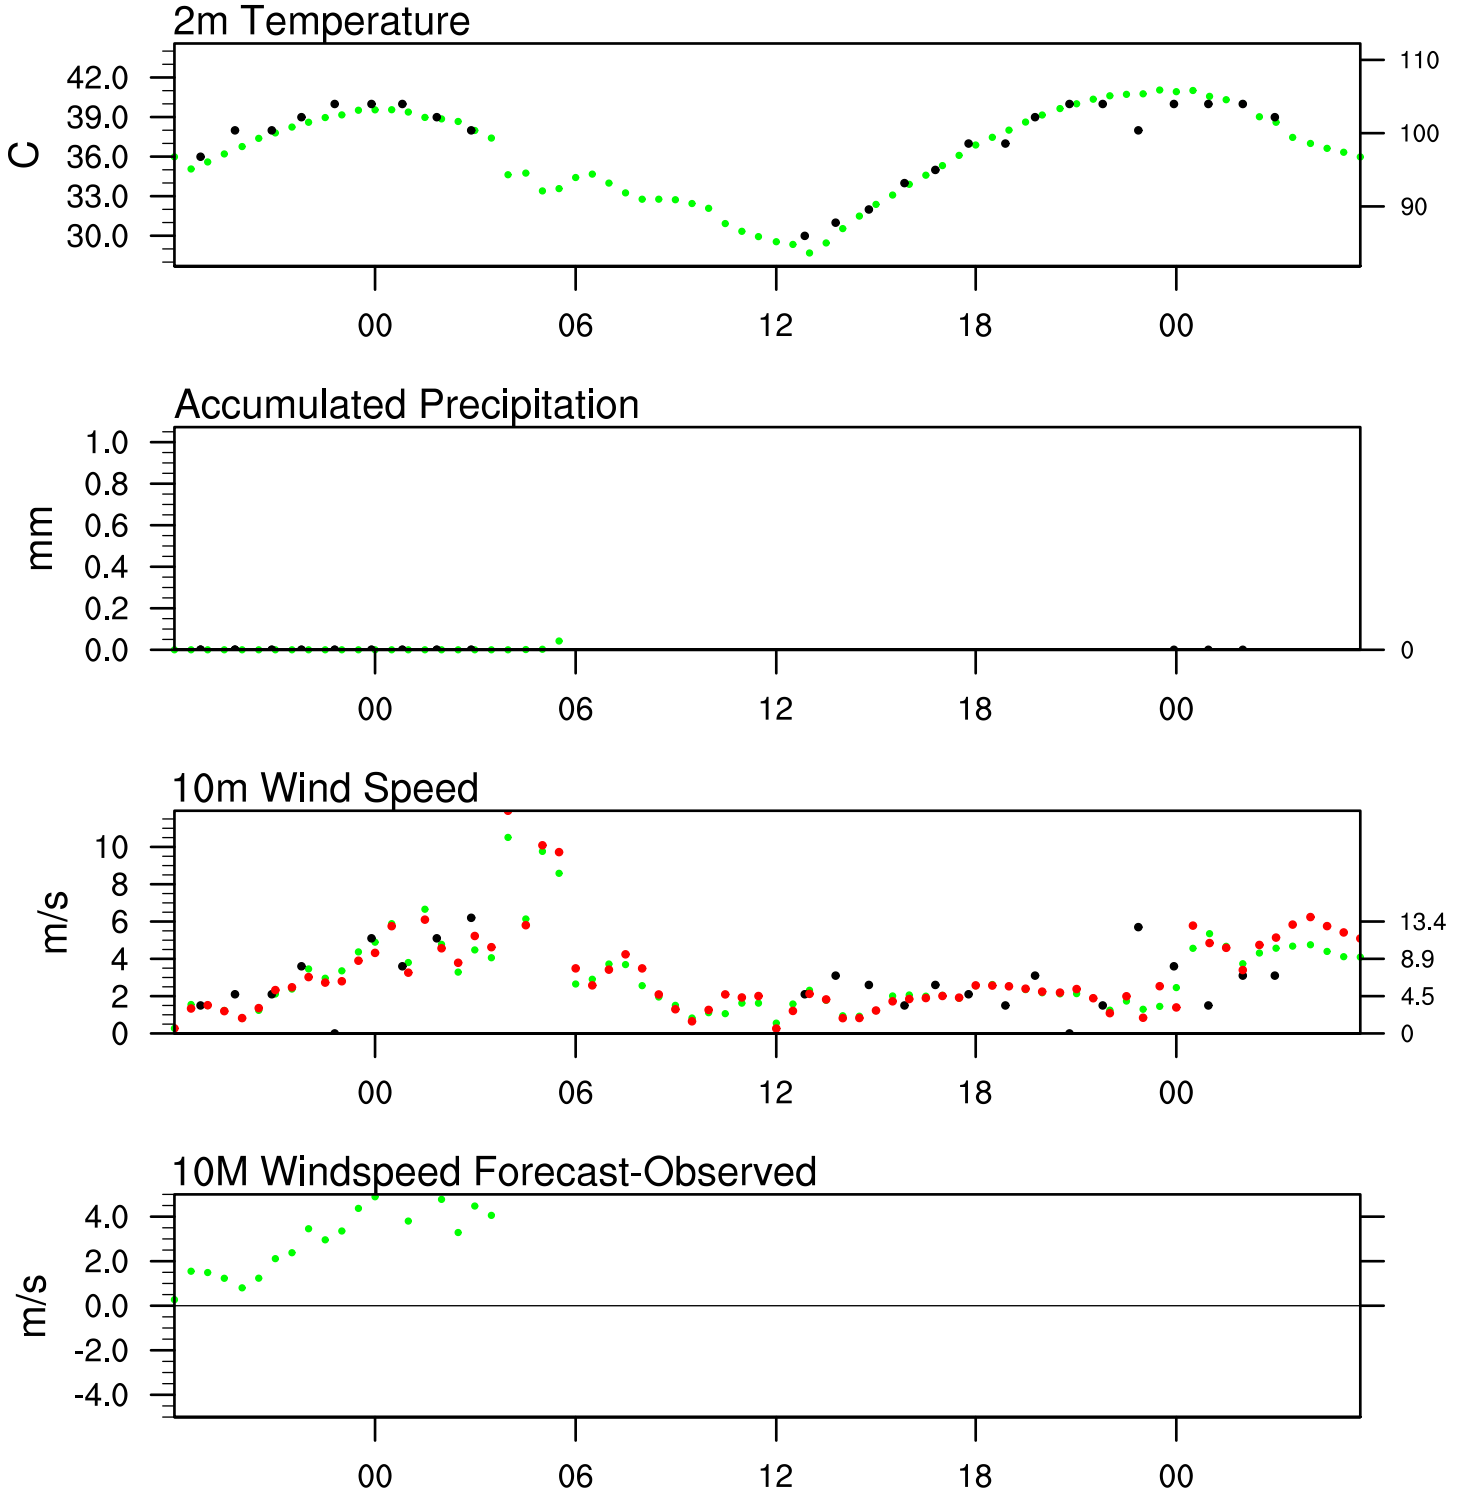 2m Temperature
C
42.0
39.0
36.0
33.0
30.0
110
100
90
00 06 12 18 00
Accumulated Precipitation
mm
1.0
0.8
0.6
0.4
0.2
0.0
0
00 06 12 18 00
10m Wind Speed
m/s
10
8
6
4
2
0
13.4
8.9
4.5
0
00 06 12 18 00
10M Windspeed Forecast-Observed
m/s
4.0
2.0
0.0
-2.0
-4.0
00 06 12 18 00